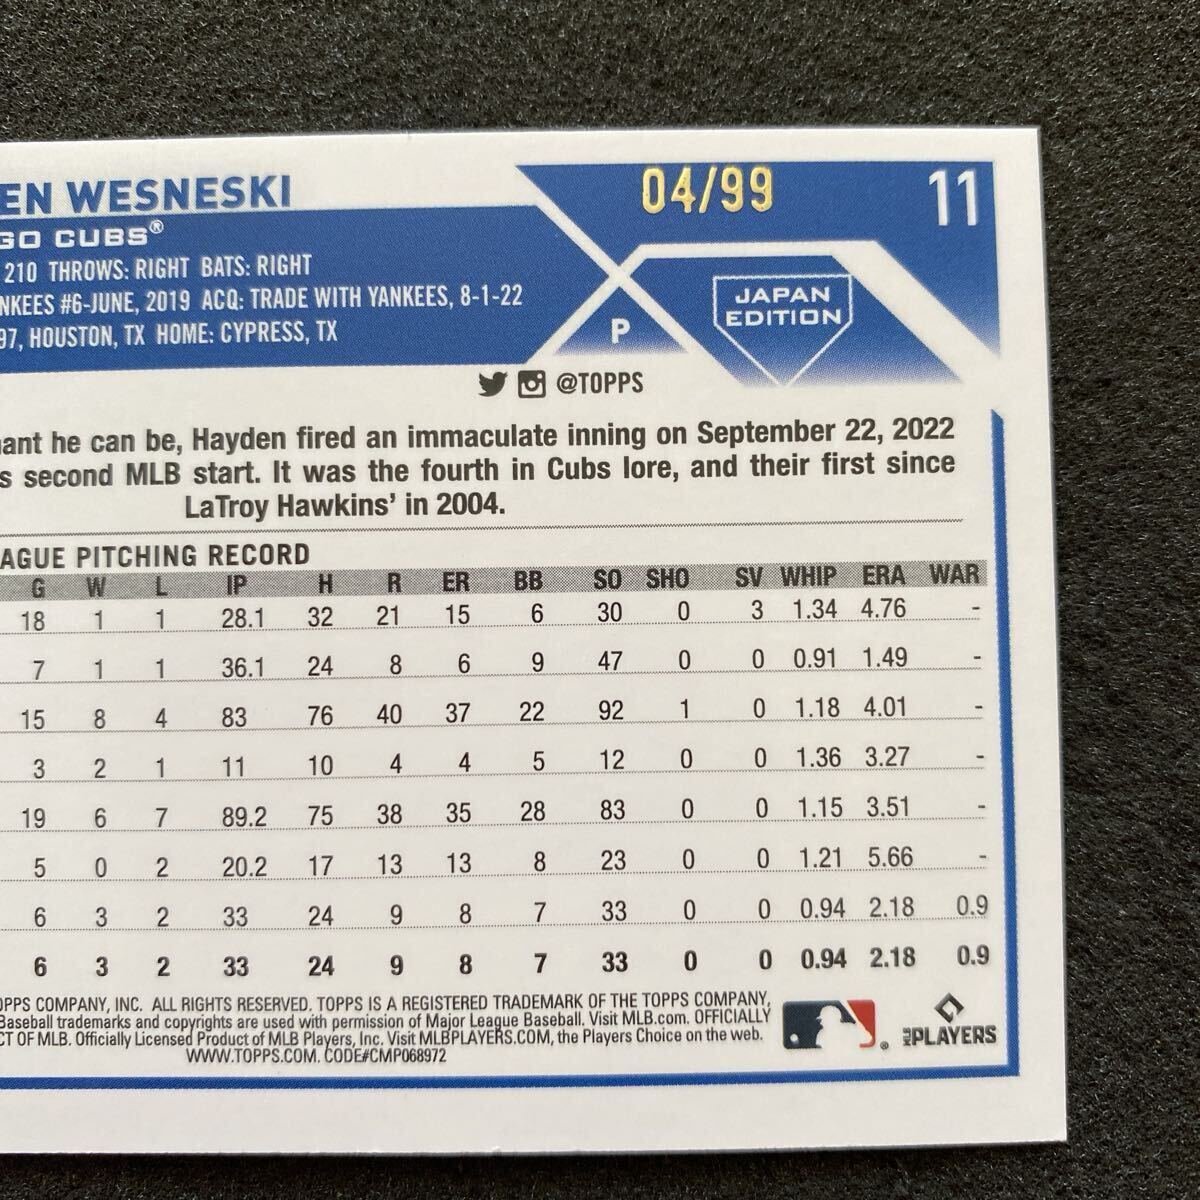 EN WESNESKI
GO CUBS®
210 THROWS: RIGHT BATS: RIGHT
NKEES #6-JUNE, 2019 ACQ: TRADE WITH YANKEES, 8-1-22
97, HOUSTON, TX HOME: CYPRESS, TX
04/99
11
P
JAPAN
EDITION
@TOPPS
ant he can be, Hayden fired an immaculate inning on September 22, 2022
s second MLB start. It was the fourth in Cubs lore, and their first since
LaTroy Hawkins' in 2004.
AGUE PITCHING RECORD
G W L IP H R ER BB SO SHO SV WHIP ERA WAR
18 1 1 28.1 32 21 15 6 30 0 3 1.34 4.76 -
7 1 1 36.1 24 8 6 9 47 0 0 0.91 1.49 -
15 8 4 83 76 40 37 22 92 1 0 1.18 4.01 -
3 2 1 11 10 4 4 5 12 0 0 1.36 3.27 -
19 6 7 89.2 75 38 35 28 83 0 0 1.15 3.51 -
5 0 2 20.2 17 13 13 8 23 0 0 1.21 5.66 -
6 3 2 33 24 9 8 7 33 0 0 0.94 2.18 0.9
6 3 2 33 24 9 8 7 33 0 0 0.94 2.18 0.9
OPPS COMPANY, INC. ALL RIGHTS RESERVED. TOPPS IS A REGISTERED TRADEMARK OF THE TOPPS COMPANY,
Baseball trademarks and copyrights are used with permission of Major League Baseball. Visit MLB.com. OFFICIALLY
CT OF MLB. Officially Licensed Product of MLB Players, Inc. Visit MLBPLAYERS.COM, the Players Choice on the web.
WWW.TOPPS.COM. CODE#CMP068972
MLB PLAYERS